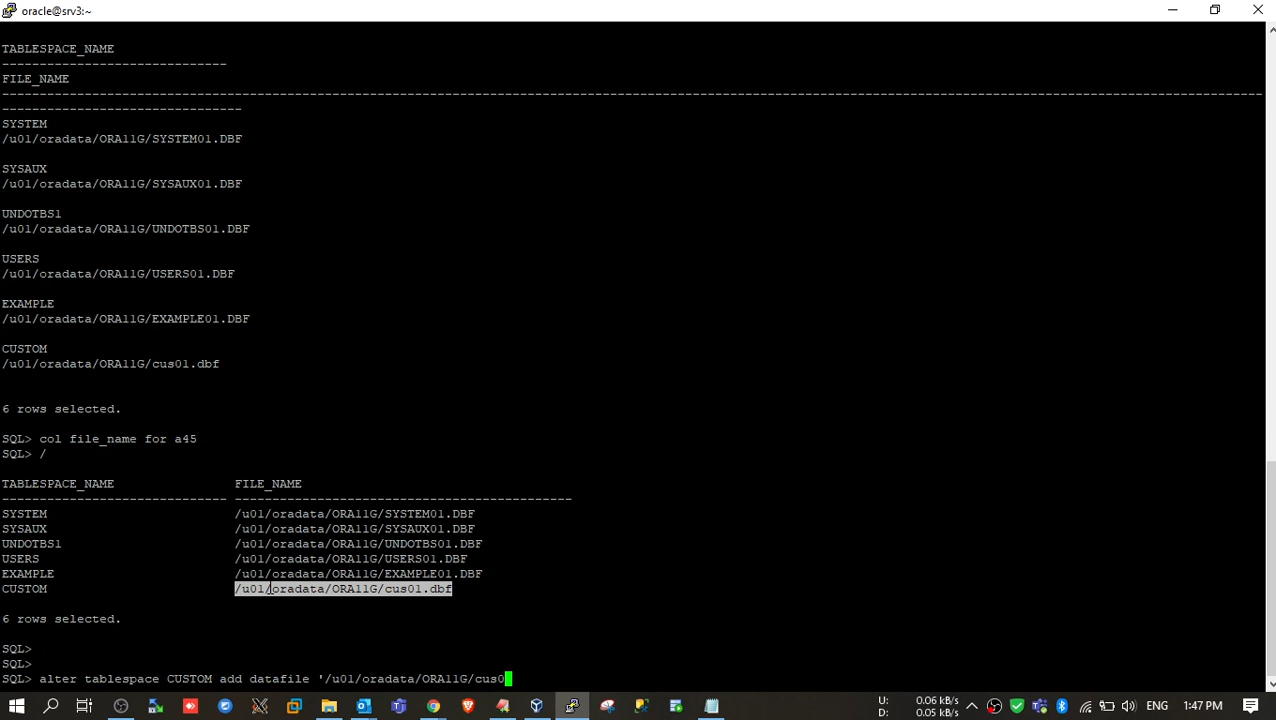 oracle@srv3:~
TABLESPACE_NAME
------------------------------
FILE_NAME
------------------------------------------------------------------------------------------------------------------------------------------------------------------------
--------------------------------
SYSTEM
/u01/oradata/ORA11G/SYSTEM01.DBF
SYSAUX
/u01/oradata/ORA11G/SYSAUX01.DBF
UNDOTBS1
/u01/oradata/ORA11G/UNDOTBS01.DBF
USERS
/u01/oradata/ORA11G/USERS01.DBF
EXAMPLE
/u01/oradata/ORA11G/EXAMPLE01.DBF
CUSTOM
/u01/oradata/ORA11G/cus01.dbf
6 rows selected.
SQL> col file_name for a45
SQL> /
TABLESPACE_NAME                FILE_NAME
------------------------------ ---------------------------------------------
SYSTEM                         /u01/oradata/ORA11G/SYSTEM01.DBF
SYSAUX                         /u01/oradata/ORA11G/SYSAUX01.DBF
UNDOTBS1                       /u01/oradata/ORA11G/UNDOTBS01.DBF
USERS                          /u01/oradata/ORA11G/USERS01.DBF
EXAMPLE                        /u01/oradata/ORA11G/EXAMPLE01.DBF
CUSTOM                         /u01/oradata/ORA11G/cus01.dbf
6 rows selected.
SQL>
SQL>
SQL> alter tablespace CUSTOM add datafile '/u01/oradata/ORA11G/cus0
U: 0.06 kB/s
D: 0.05 kB/s
ENG 1:47 PM